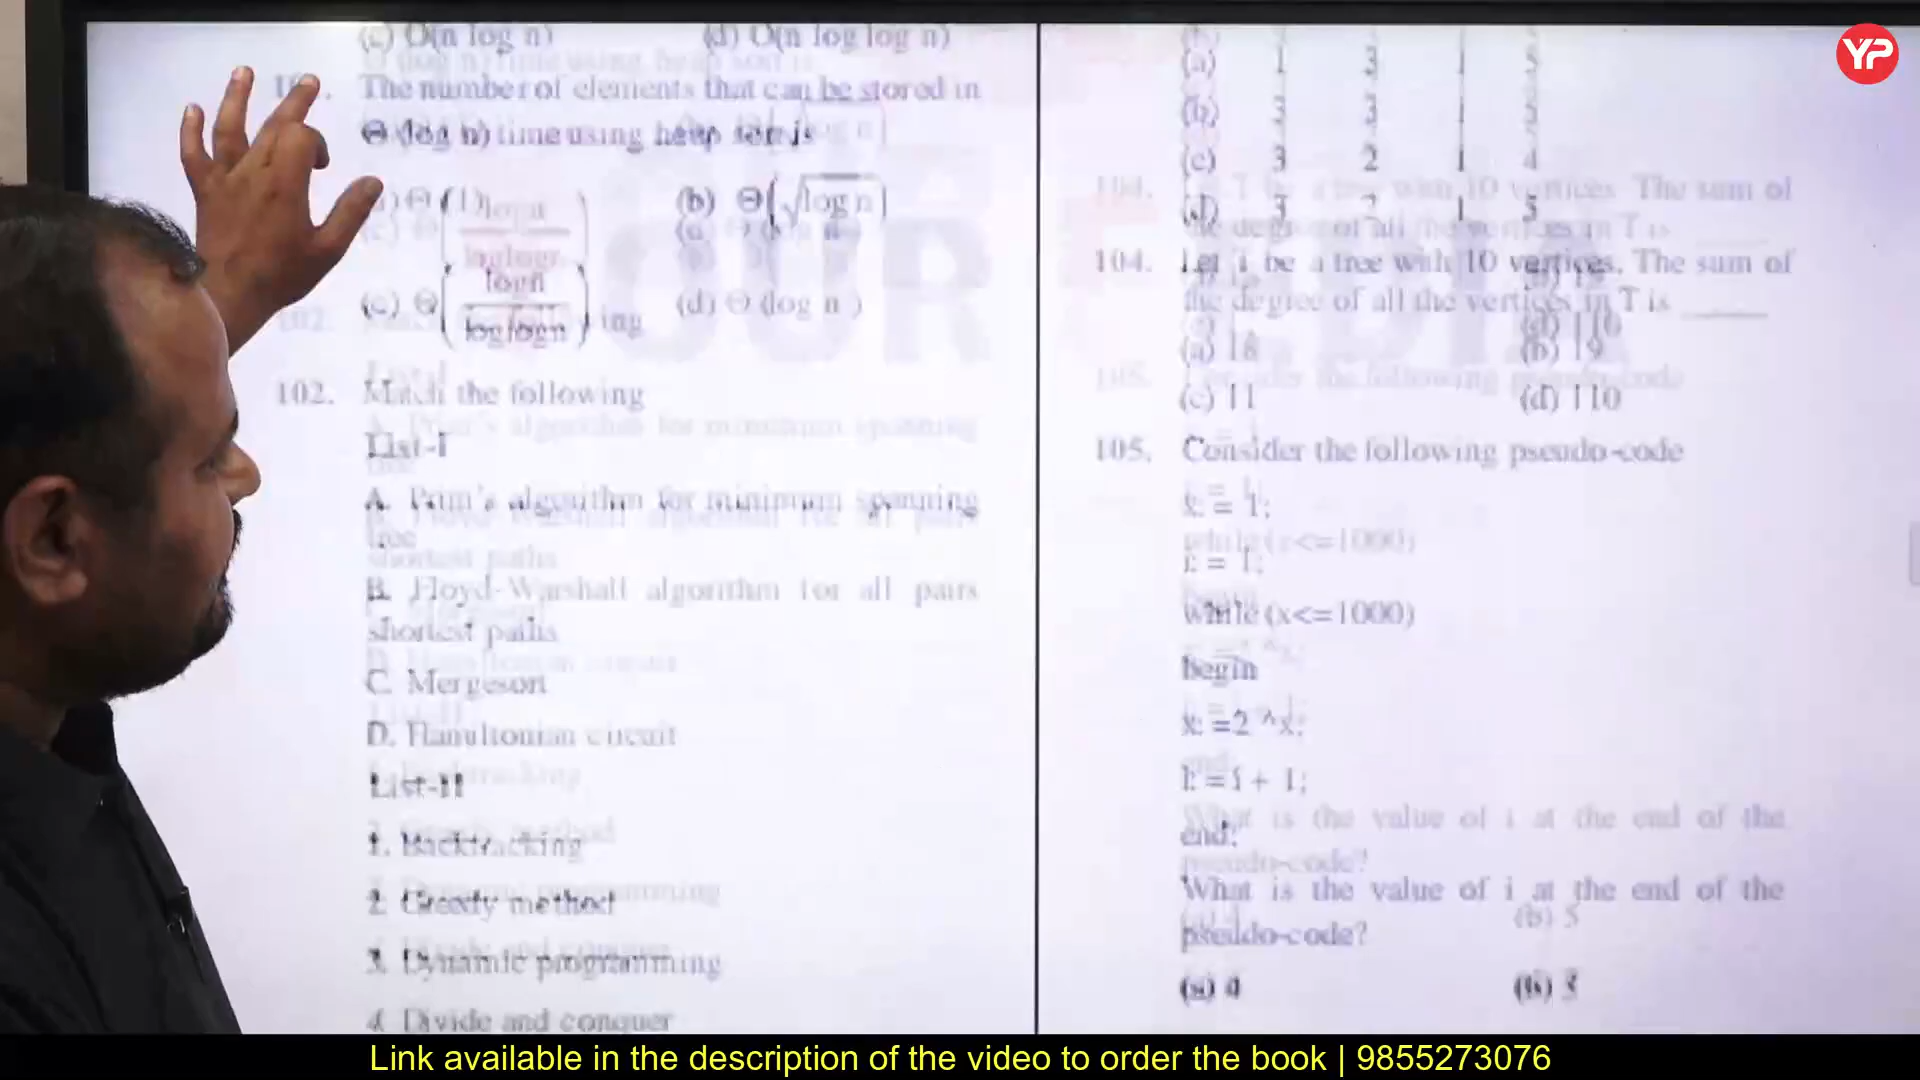 (c) O(n log n) (d) O(n log log n)
The number of elements that can be stored in
Θ (log n) time using heap sort is
(a) Θ (1) (b) Θ(√log n)
(c) Θ(logn/loglogn) (d) Θ (log n )
102. Match the following
List-I
A. Prim's algorithm for minimum spanning
tree
B. Floyd-Warshall algorithm for all pairs
shortest paths
C. Mergesort
D. Hamiltonian circuit
List-II
1. Backtracking
2. Greedy method
3. Dynamic programming
4. Divide and conquer
(a) 1 3 1 5
(b) 3 3 1 5
(c) 3 2 1 4
(d) 3 2 1 5
104. Let T be a tree with 10 vertices. The sum of
the degree of all the vertices in T is _____
(a) 18 (b) 19
(c) 11 (d) 110
105. Consider the following pseudo-code
x: = 1;
i: = 1;
while (x<=1000)
begin
x: =2 ^x;
i: =i + 1;
end;
What is the value of i at the end of the
pseudo-code?
(a) 4 (b) 5
YP
Link available in the description of the video to order the book | 9855273076